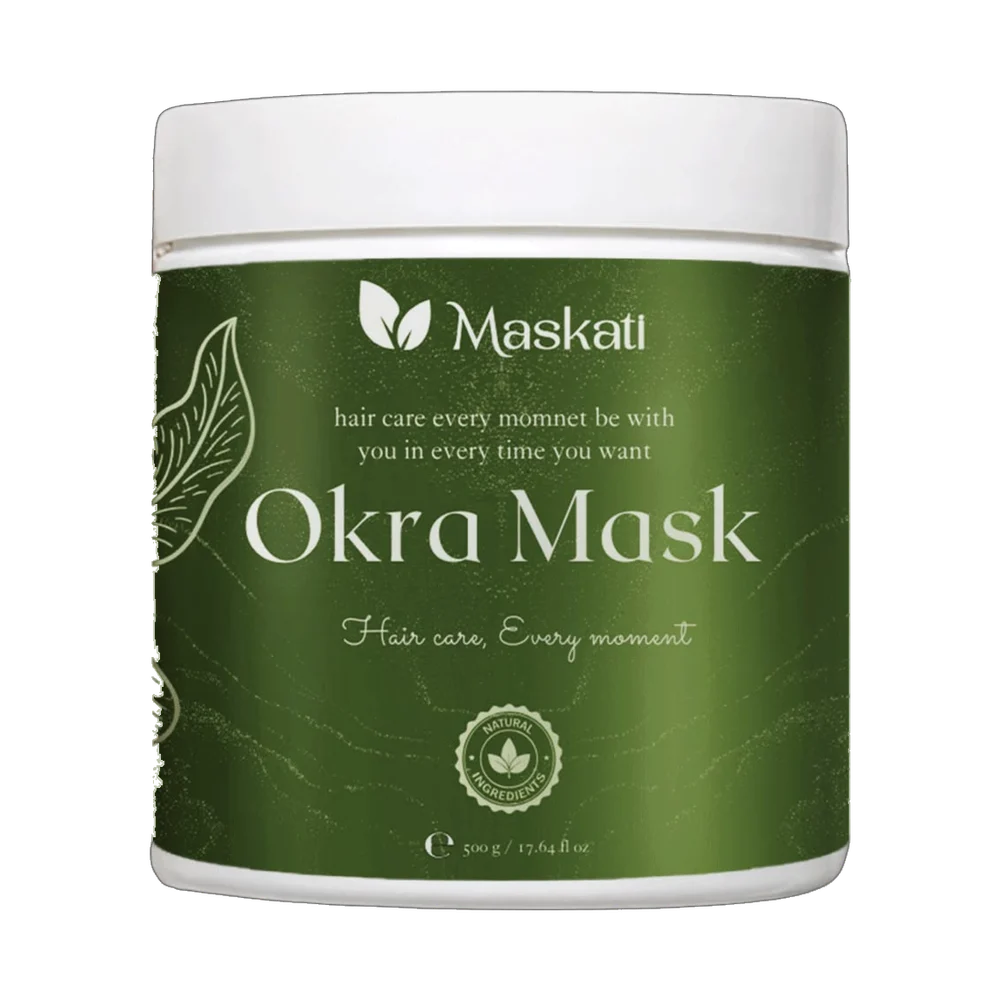 Maskati
hair care every momnet be with
you in every time you want
Okra Mask
Hair care, Every moment
NATURAL
INGREDIENTS
e 500 g / 17.64 fl oz